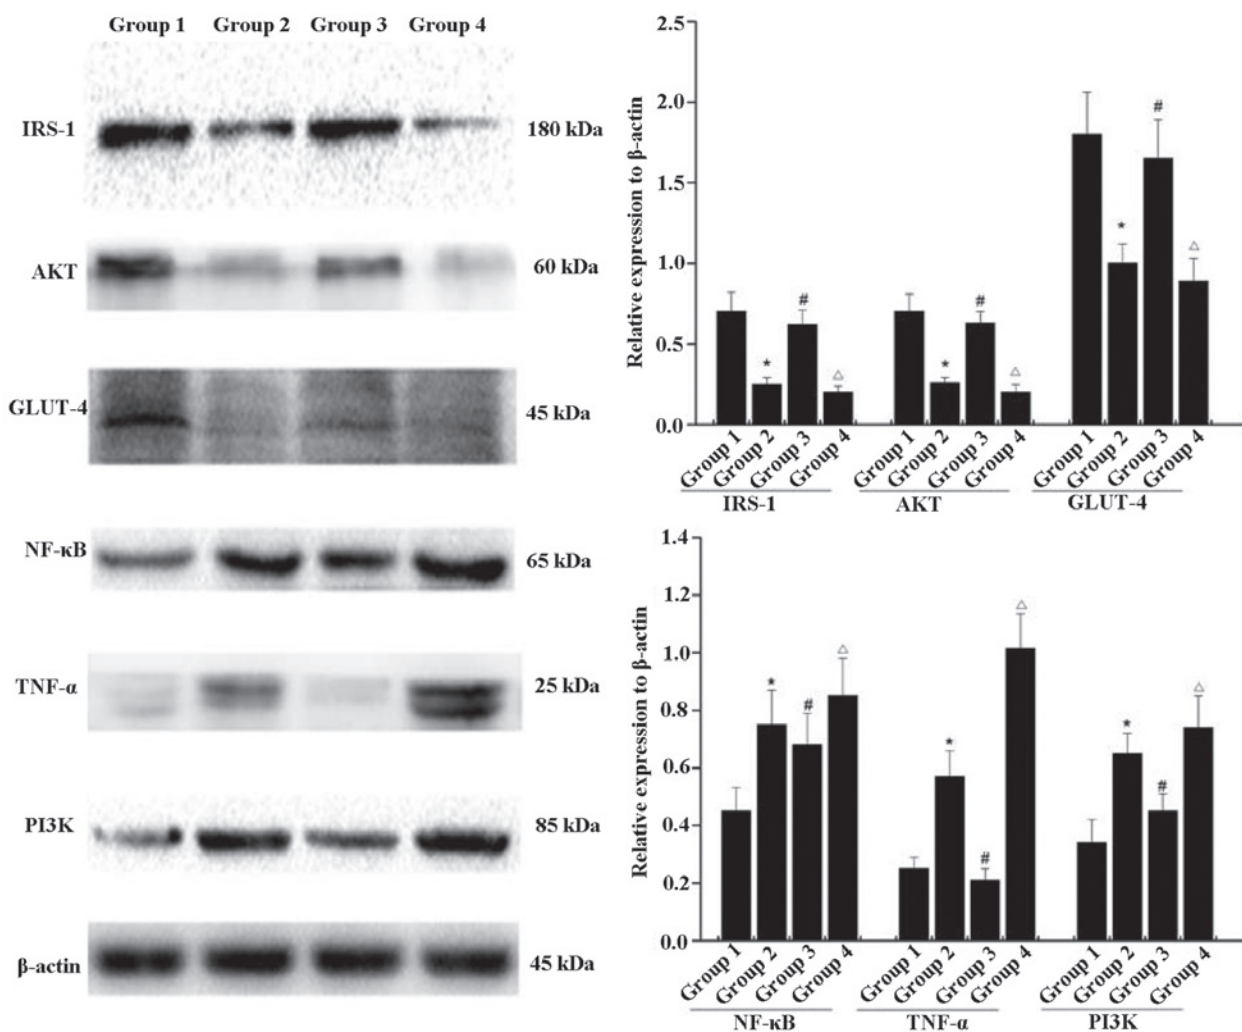 Group 1 Group 2 Group 3 Group 4
IRS-1 180 kDa
AKT 60 kDa
GLUT-4 45 kDa
NF-κB 65 kDa
TNF-α 25 kDa
PI3K 85 kDa
β-actin 45 kDa
Relative expression to β-actin
2.5
2.0
1.5
1.0
0.5
0.0
# * △ # * △ # * △
Group 1 Group 2 Group 3 Group 4 Group 1 Group 2 Group 3 Group 4 Group 1 Group 2 Group 3 Group 4
IRS-1 AKT GLUT-4
Relative expression to β-actin
1.4
1.2
1.0
0.8
0.6
0.4
0.2
0.0
* # △ * # △ * # △
Group 1 Group 2 Group 3 Group 4 Group 1 Group 2 Group 3 Group 4 Group 1 Group 2 Group 3 Group 4
NF-κB TNF-α PI3K